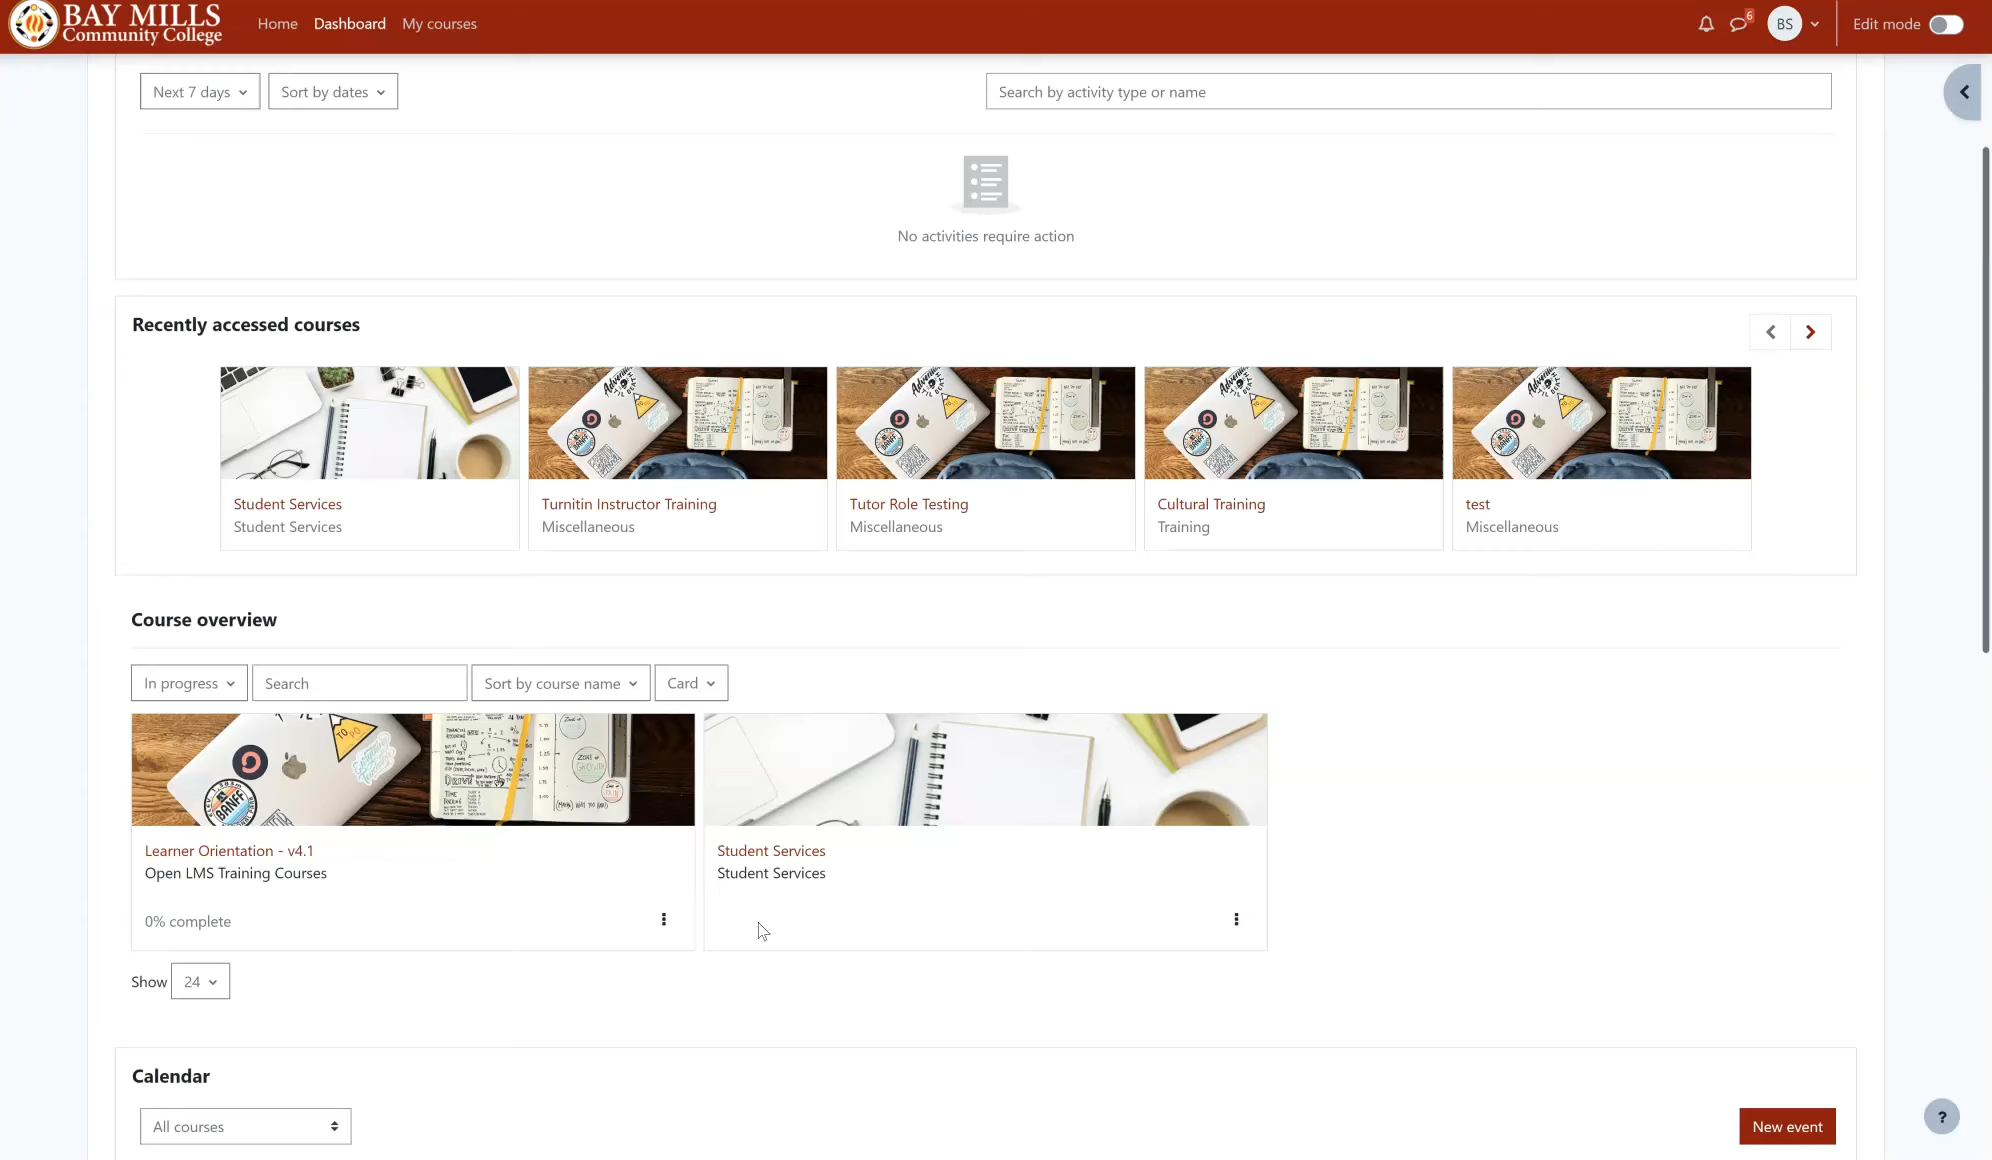 BAY MILLS
Community College
Home
Dashboard
My courses
6
BS
Edit mode
Next 7 days
Sort by dates
Search by activity type or name
No activities require action
Recently accessed courses
Student Services
Student Services
Turnitin Instructor Training
Miscellaneous
Tutor Role Testing
Miscellaneous
Cultural Training
Training
test
Miscellaneous
Course overview
In progress
Search
Sort by course name
Card
Learner Orientation - v4.1
Open LMS Training Courses
0% complete
Student Services
Student Services
Show
24
Calendar
All courses
New event
?